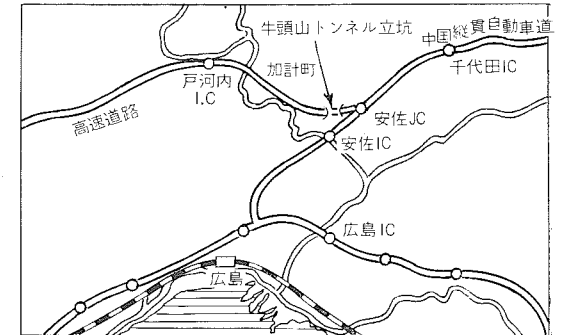 牛頭山トンネル立坑
中国縦貫自動車道
戸河内
I.C
加計町
千代田IC
高速道路
安佐JC
安佐IC
広島IC
広島